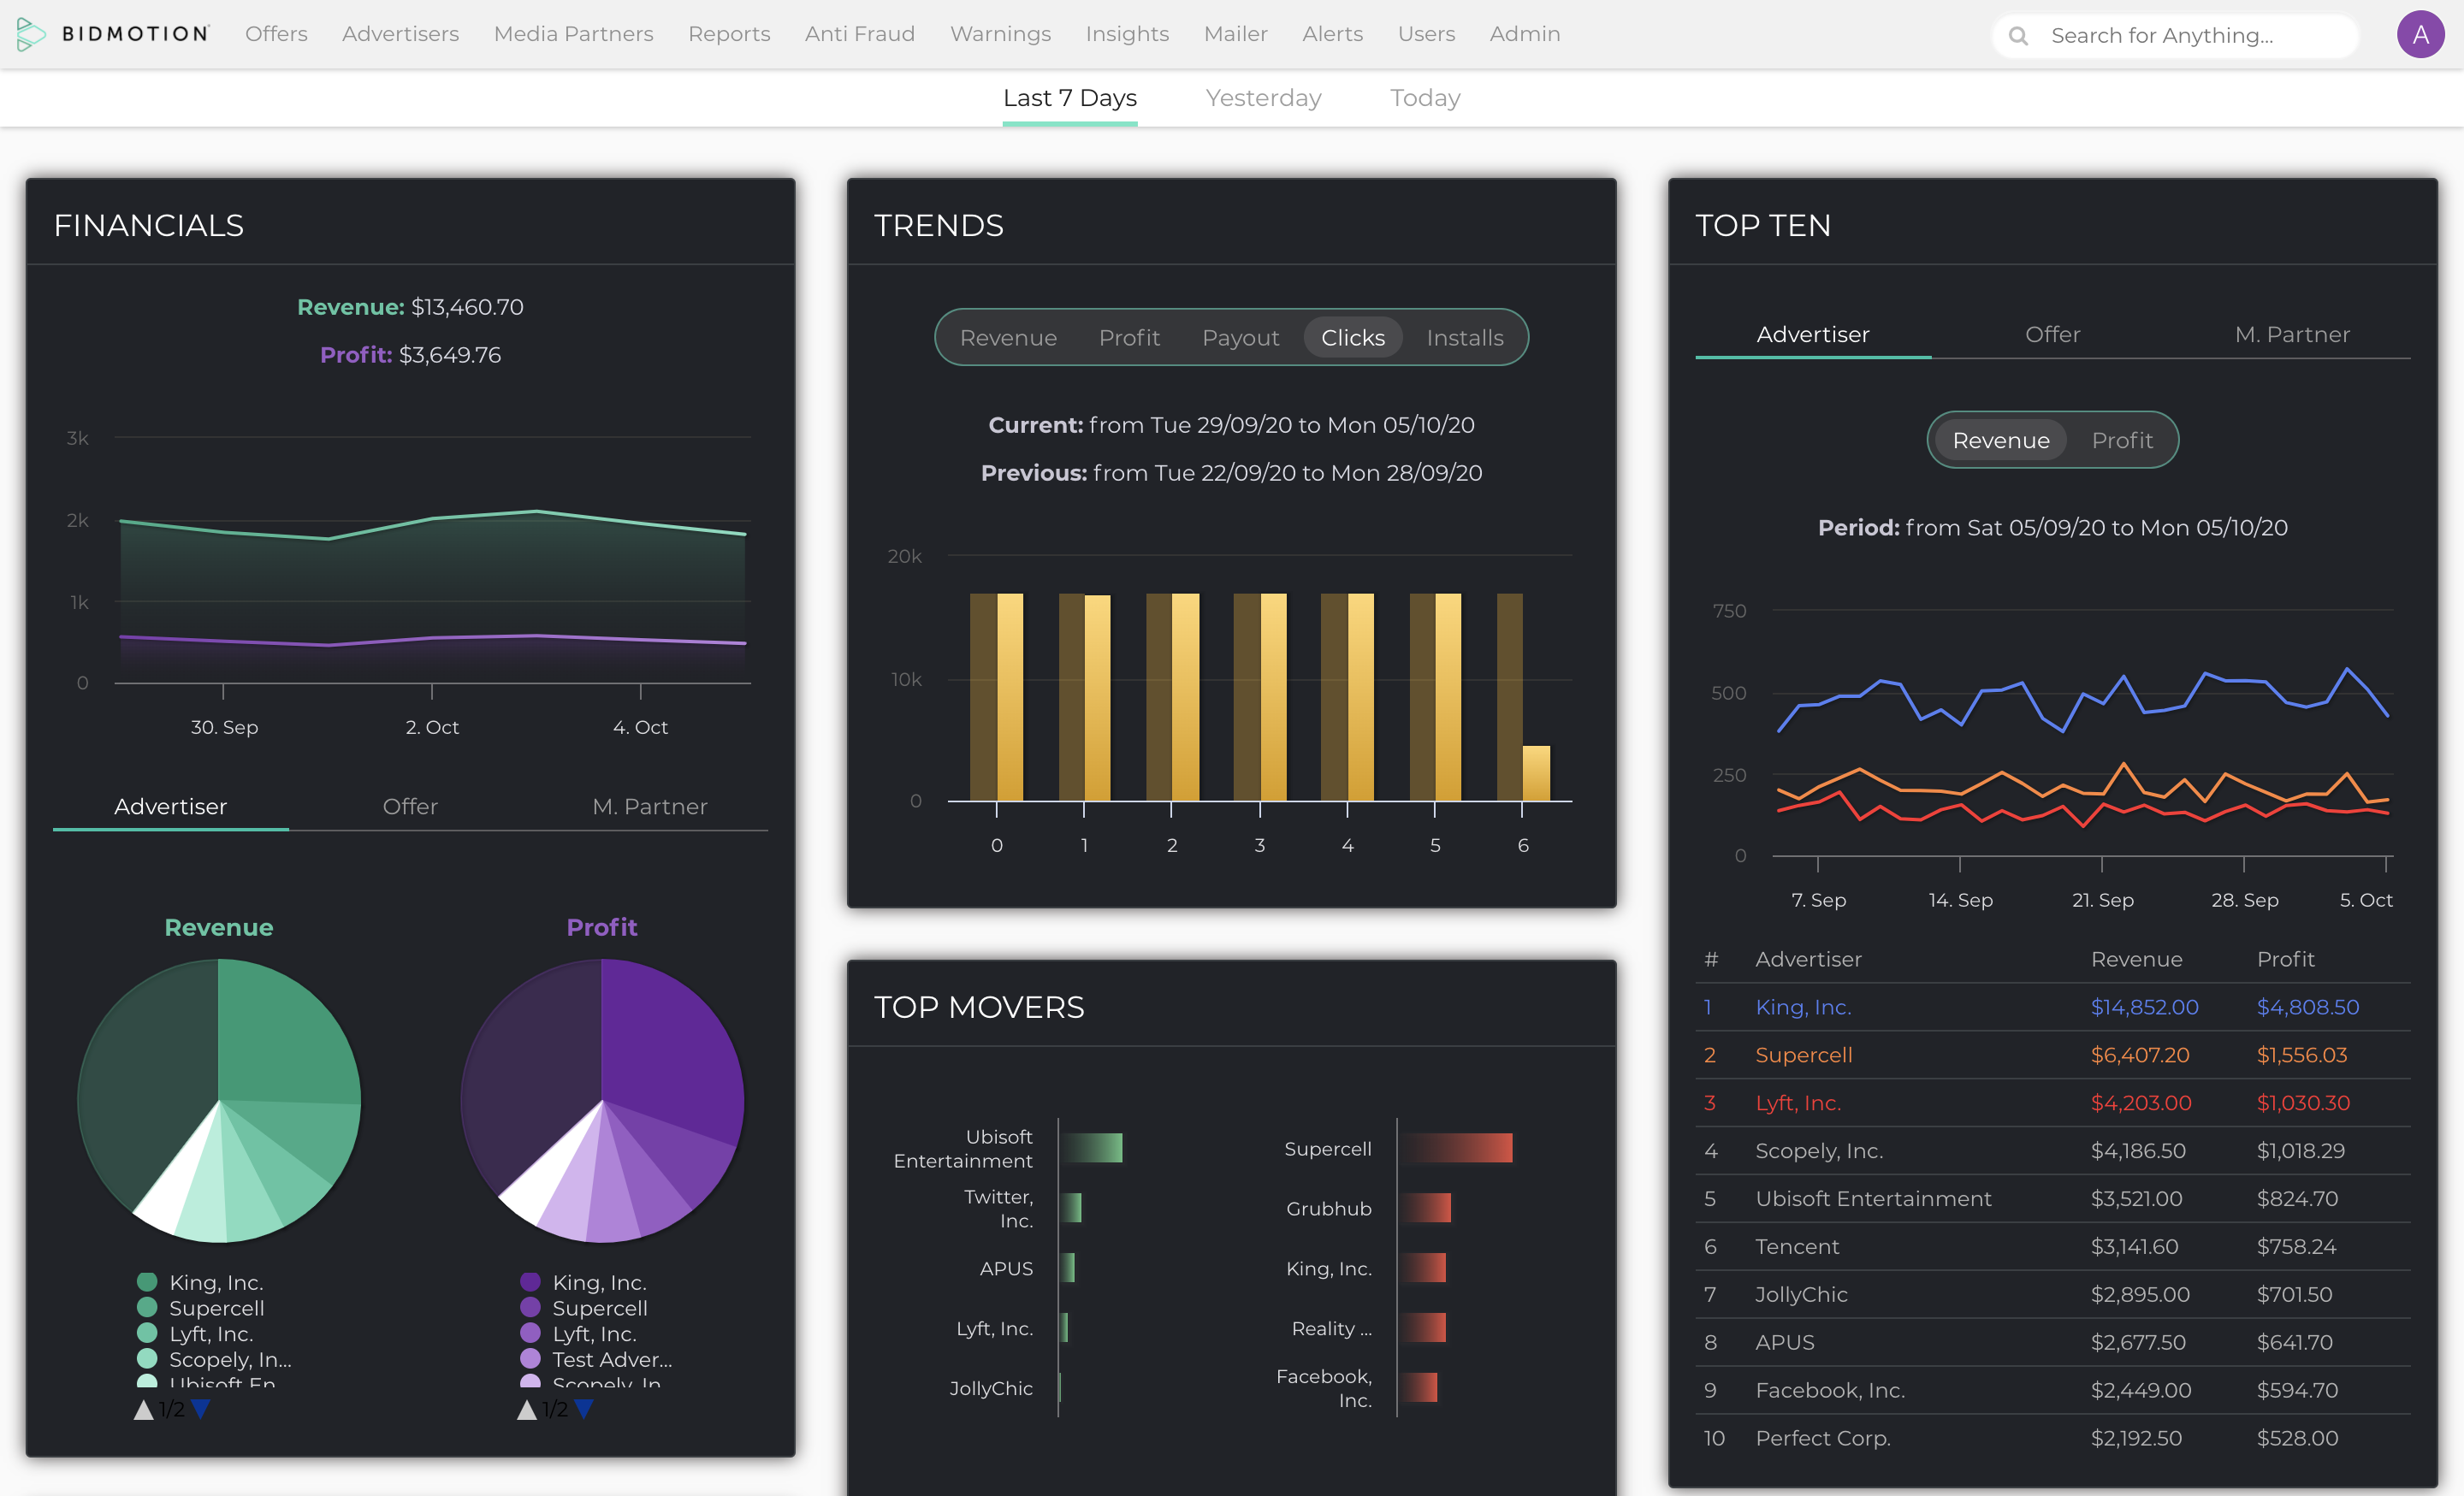 BIDMOTION
Offers Advertisers Media Partners Reports Anti Fraud Warnings Insights Mailer Alerts Users Admin
Search for Anything...
A
Last 7 Days Yesterday Today
FINANCIALS
Revenue: $13,460.70
Profit: $3,649.76
3k
2k
1k
0
30. Sep 2. Oct 4. Oct
Advertiser Offer M. Partner
Revenue
King, Inc.
Supercell
Lyft, Inc.
Scopely, In...
Ubisoft En
1/2
Profit
King, Inc.
Supercell
Lyft, Inc.
Test Adver...
Scopely, In
1/2
TRENDS
Revenue Profit Payout Clicks Installs
Current: from Tue 29/09/20 to Mon 05/10/20
Previous: from Tue 22/09/20 to Mon 28/09/20
20k
10k
0
0 1 2 3 4 5 6
TOP MOVERS
Ubisoft
Entertainment
Twitter,
Inc.
APUS
Lyft, Inc.
JollyChic
Supercell
Grubhub
King, Inc.
Reality ...
Facebook,
Inc.
TOP TEN
Advertiser Offer M. Partner
Revenue Profit
Period: from Sat 05/09/20 to Mon 05/10/20
750
500
250
0
7. Sep 14. Sep 21. Sep 28. Sep 5. Oct
# Advertiser Revenue Profit
1 King, Inc. $14,852.00 $4,808.50
2 Supercell $6,407.20 $1,556.03
3 Lyft, Inc. $4,203.00 $1,030.30
4 Scopely, Inc. $4,186.50 $1,018.29
5 Ubisoft Entertainment $3,521.00 $824.70
6 Tencent $3,141.60 $758.24
7 JollyChic $2,895.00 $701.50
8 APUS $2,677.50 $641.70
9 Facebook, Inc. $2,449.00 $594.70
10 Perfect Corp. $2,192.50 $528.00